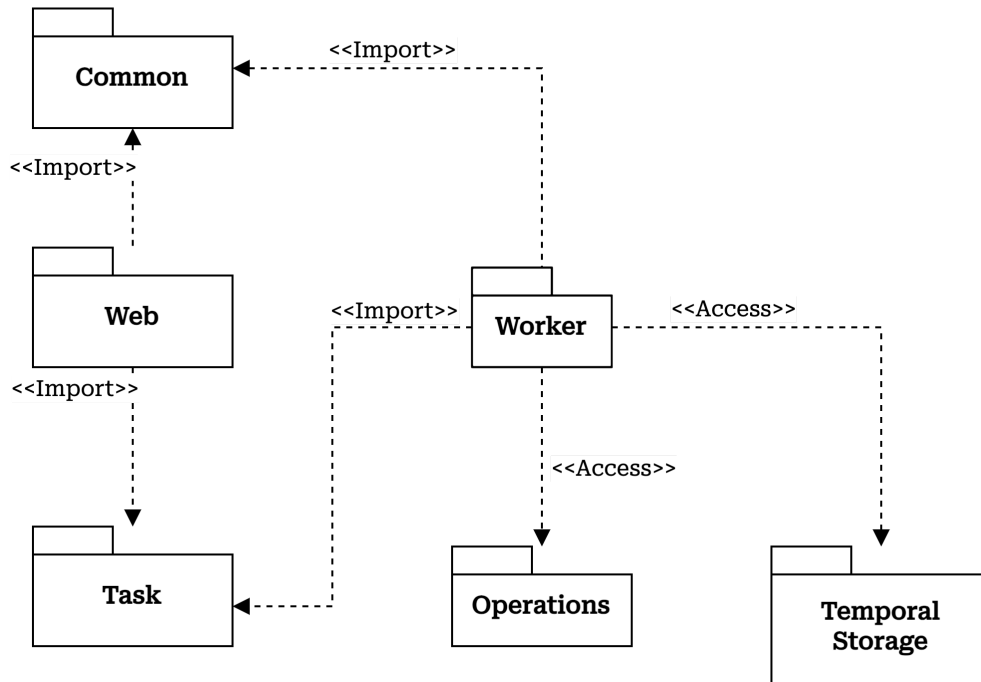 <<Import>>
Common
<<Import>>
Web
<<Import>>
<<Import>>
Worker
<<Access>>
<<Access>>
Task
Operations
Temporal
Storage